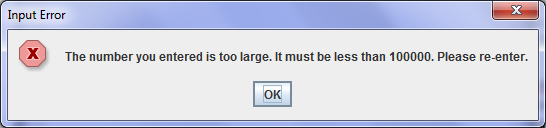 Input Error
The number you entered is too large. It must be less than 100000. Please re-enter.
OK